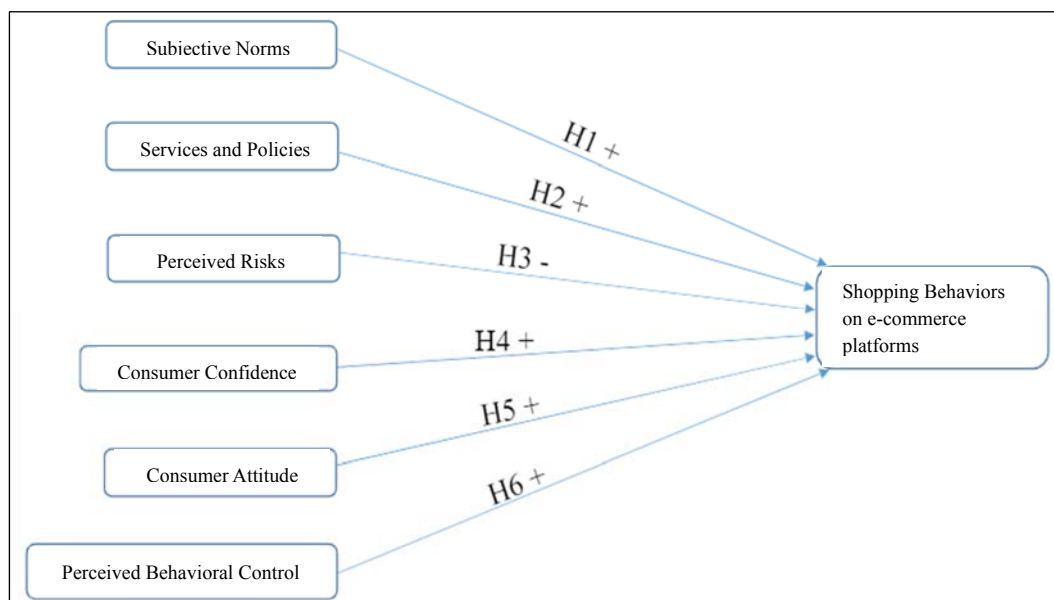 Subiective Norms
Services and Policies
Perceived Risks
Consumer Confidence
Consumer Attitude
Perceived Behavioral Control
H1 +
H2 +
H3 -
H4 +
H5 +
H6 +
Shopping Behaviors
on e-commerce
platforms